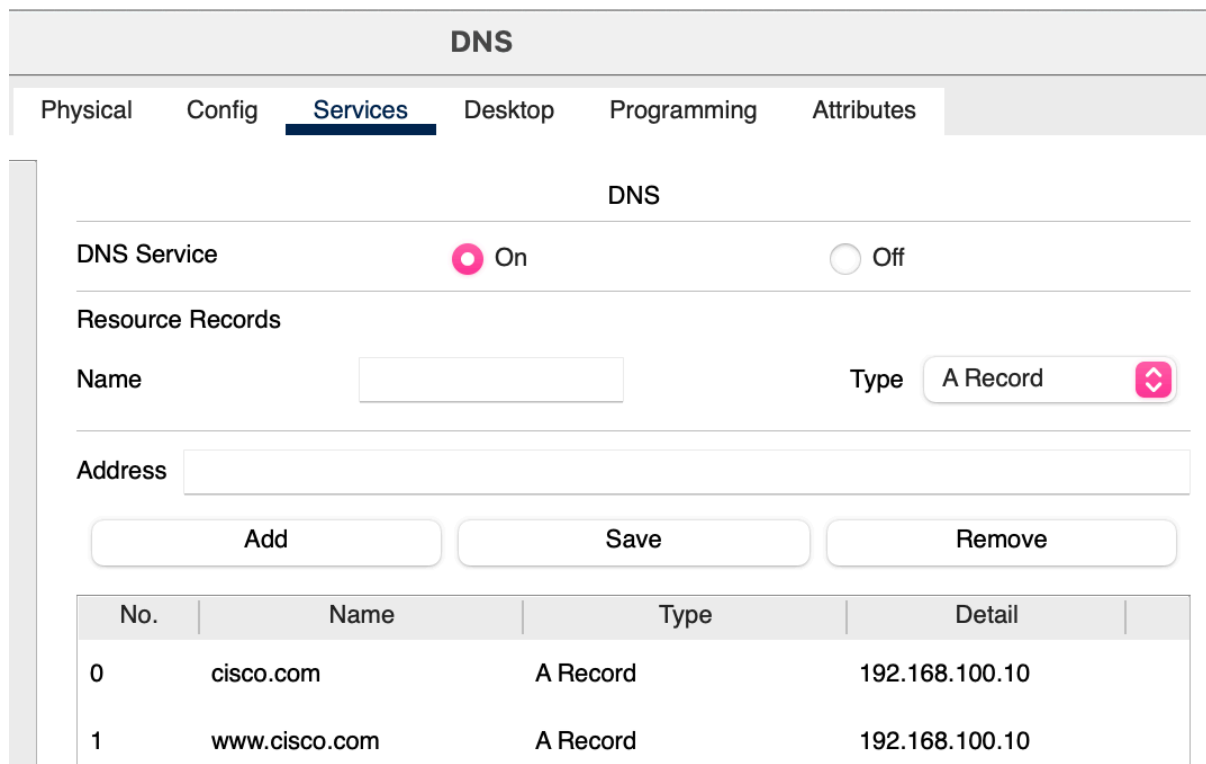 DNS
Physical Config Services Desktop Programming Attributes
DNS
DNS Service On Off
Resource Records
Name Type A Record
Address
Add Save Remove
No. Name Type Detail
0 cisco.com A Record 192.168.100.10
1 www.cisco.com A Record 192.168.100.10